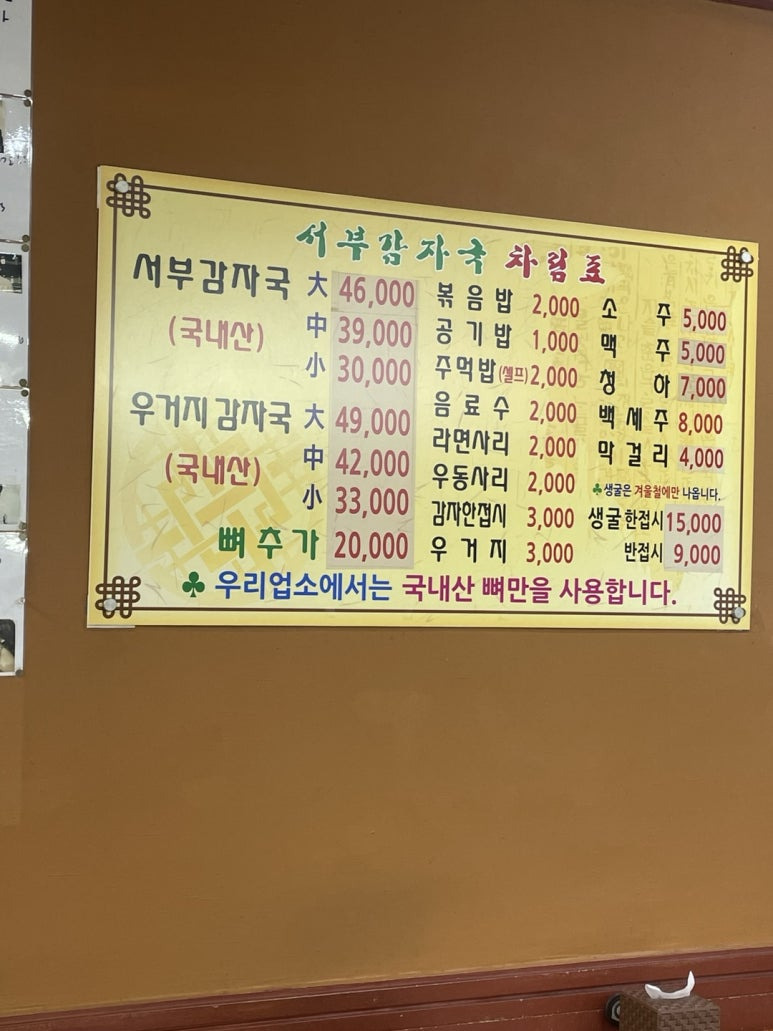 서부감자국 차림표
서부감자국 大 46,000
(국내산) 中 39,000
小 30,000
우거지감자국 大 49,000
(국내산) 中 42,000
小 33,000
뼈추가 20,000
볶음밥 2,000
공기밥 1,000
주먹밥(셀프) 2,000
음료수 2,000
라면사리 2,000
우동사리 2,000
감자안접시 3,000
우거지 3,000
소주 5,000
맥주 5,000
청하 7,000
백세주 8,000
막걸리 4,000
♣생굴은 겨울철에만 나옵니다.
생굴 한접시 15,000
반접시 9,000
♣ 우리업소에서는 국내산 뼈만을 사용합니다.